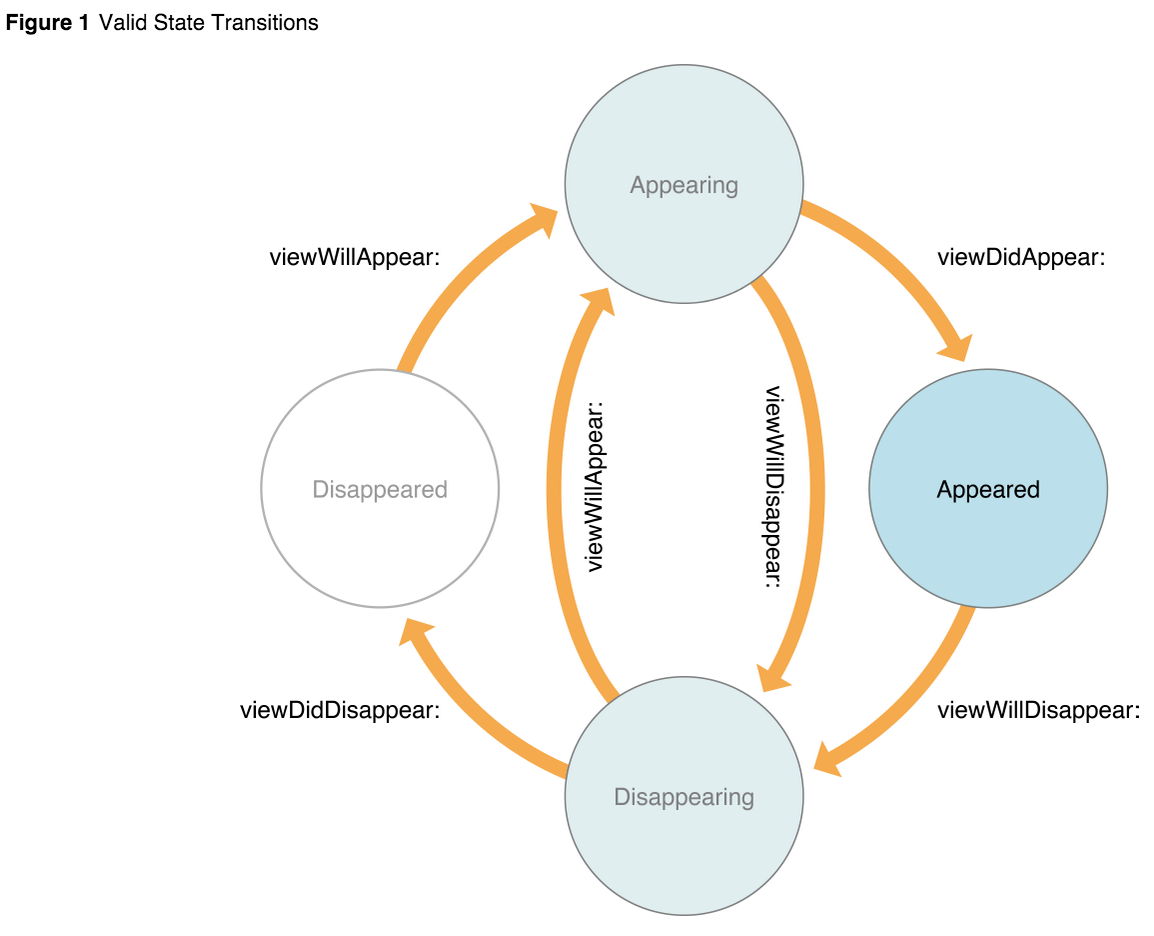 Figure 1 Valid State Transitions
Appearing
viewWillAppear:
viewDidAppear:
viewWillAppear:
viewWillDisappear:
Disappeared
Appeared
viewDidDisappear:
viewWillDisappear:
Disappearing